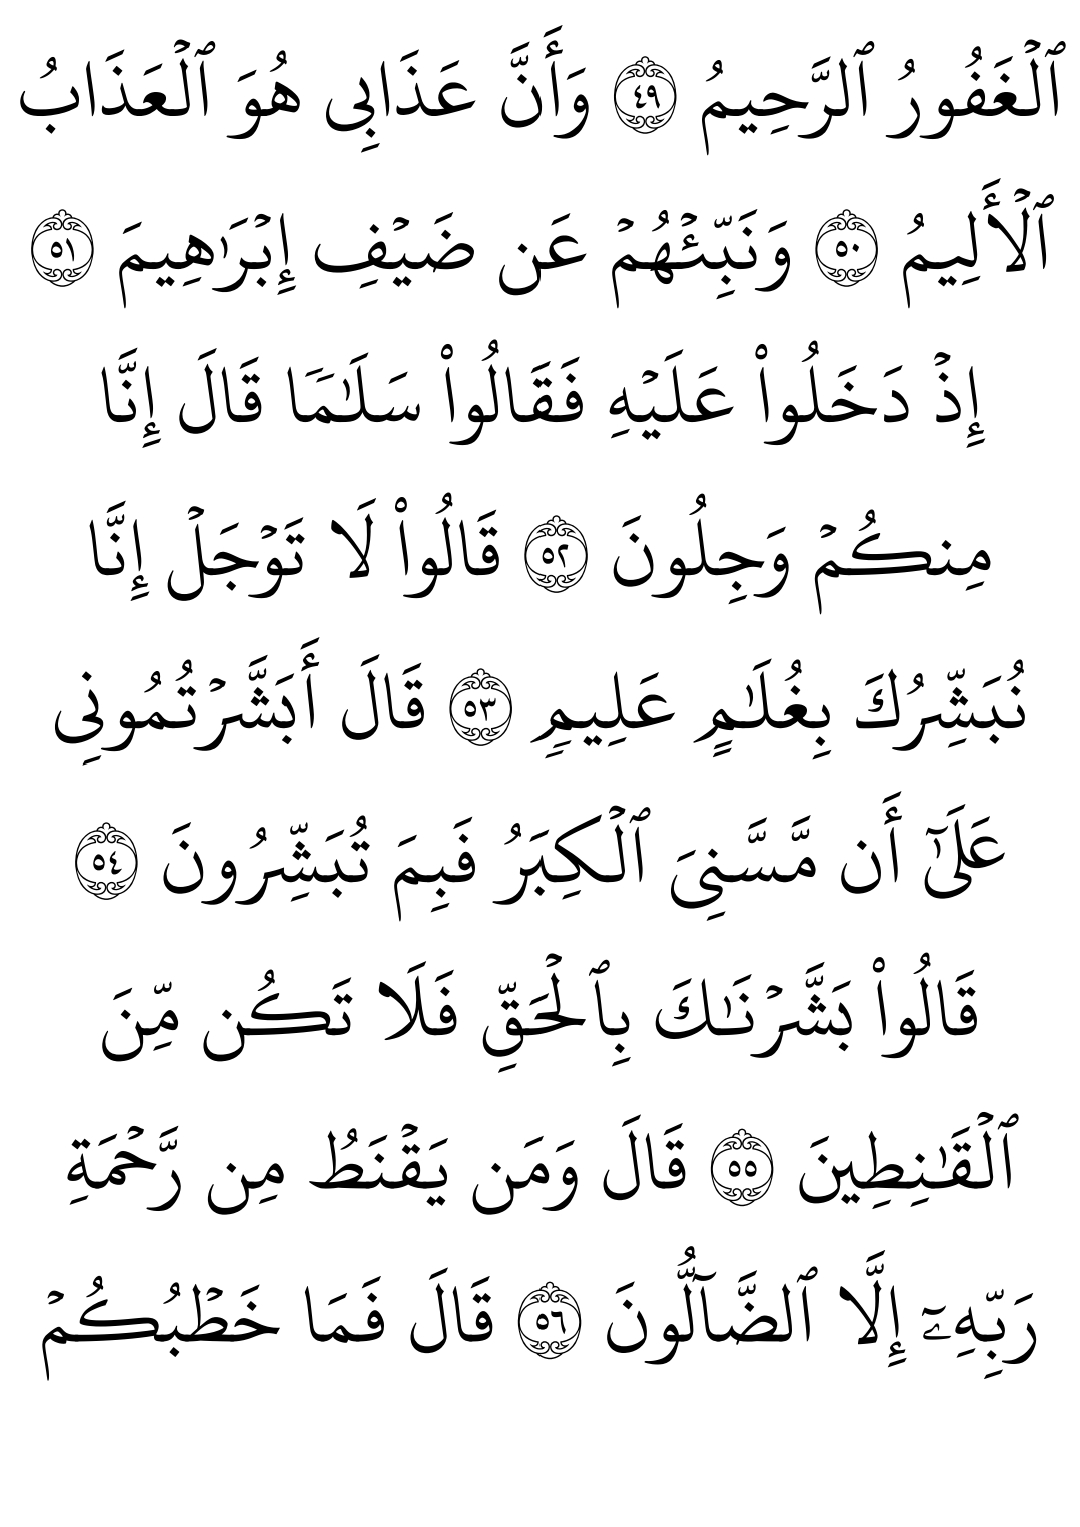 ٱلۡغَفُورُ ٱلرَّحِيمُ ٤٩ وَأَنَّ عَذَابِي هُوَ ٱلۡعَذَابُ
ٱلۡأَلِيمُ ٥٠ وَنَبِّئۡهُمۡ عَن ضَيۡفِ إِبۡرَٰهِيمَ ٥١
إِذۡ دَخَلُواْ عَلَيۡهِ فَقَالُواْ سَلَٰمٗا قَالَ إِنَّا
مِنكُمۡ وَجِلُونَ ٥٢ قَالُواْ لَا تَوۡجَلۡ إِنَّا
نُبَشِّرُكَ بِغُلَٰمٍ عَلِيمٖ ٥٣ قَالَ أَبَشَّرۡتُمُونِي
عَلَىٰٓ أَن مَّسَّنِيَ ٱلۡكِبَرُ فَبِمَ تُبَشِّرُونَ ٥٤
قَالُواْ بَشَّرۡنَٰكَ بِٱلۡحَقِّ فَلَا تَكُن مِّنَ
ٱلۡقَٰنِطِينَ ٥٥ قَالَ وَمَن يَقۡنَطُ مِن رَّحۡمَةِ
رَبِّهِۦٓ إِلَّا ٱلضَّآلُّونَ ٥٦ قَالَ فَمَا خَطۡبُكُمۡ